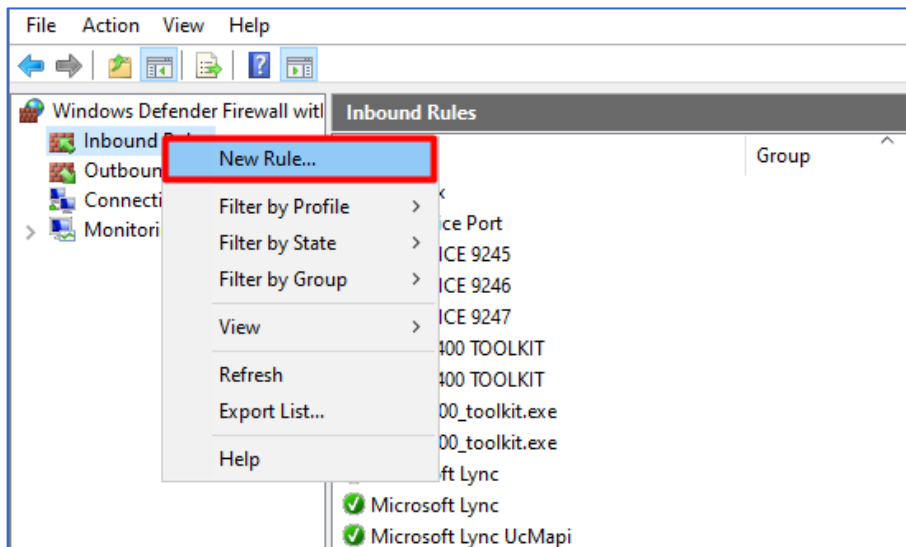 File Action View Help
Windows Defender Firewall witl
Inbound Rules
Inbound
New Rule...
Group
Outboun
Connecti
Filter by Profile
Monitori
ice Port
Filter by State
ICE 9245
Filter by Group
ICE 9246
ICE 9247
View
400 TOOLKIT
Refresh
400 TOOLKIT
Export List...
00_toolkit.exe
00_toolkit.exe
Help
ft Lync
Microsoft Lync
Microsoft Lync UcMapi